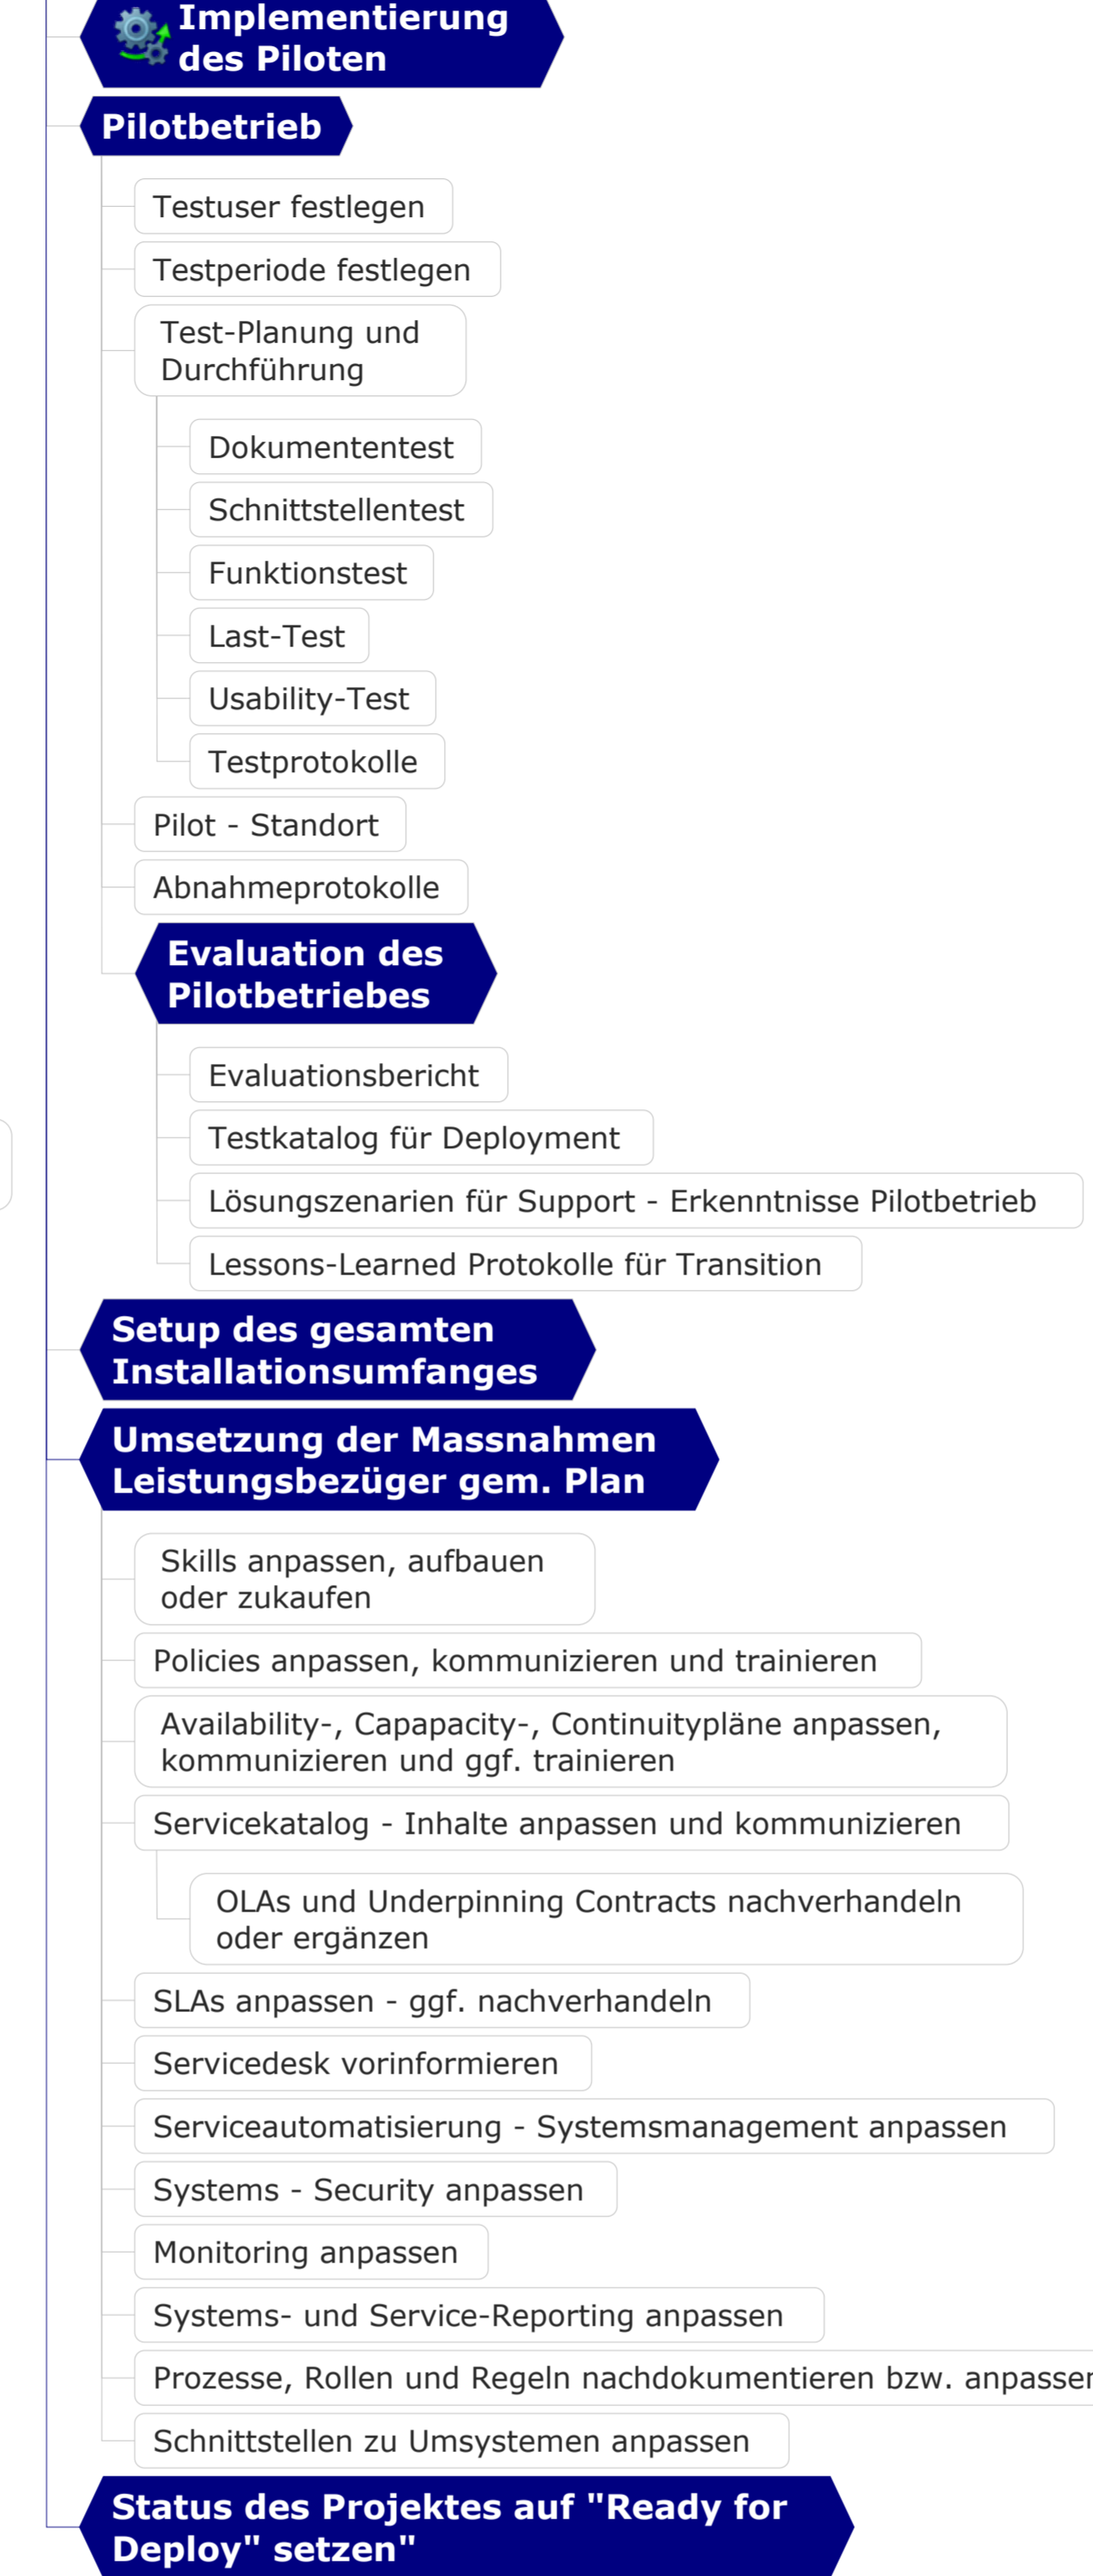 Implementierung
des Piloten
Pilotbetrieb
Testuser festlegen
Testperiode festlegen
Test-Planung und
Durchführung
Dokumententest
Schnittstellentest
Funktionstest
Last-Test
Usability-Test
Testprotokolle
Pilot - Standort
Abnahmeprotokolle
Evaluation des
Pilotbetriebes
Evaluationsbericht
Testkatalog für Deployment
Lösungszenarien für Support - Erkenntnisse Pilotbetrieb
Lessons-Learned Protokolle für Transition
Setup des gesamten
Installationsumfanges
Umsetzung der Massnahmen
Leistungsbezüger gem. Plan
Skills anpassen, aufbauen
oder zukaufen
Policies anpassen, kommunizieren und trainieren
Availability-, Capapacity-, Continuitypläne anpassen,
kommunizieren und ggf. trainieren
Servicekatalog - Inhalte anpassen und kommunizieren
OLAs und Underpinning Contracts nachverhandeln
oder ergänzen
SLAs anpassen - ggf. nachverhandeln
Servicedesk vorinformieren
Serviceautomatisierung - Systemsmanagement anpassen
Systems - Security anpassen
Monitoring anpassen
Systems- und Service-Reporting anpassen
Prozesse, Rollen und Regeln nachdokumentieren bzw. anpassen
Schnittstellen zu Umsystemen anpassen
Status des Projektes auf "Ready for
Deploy" setzen"